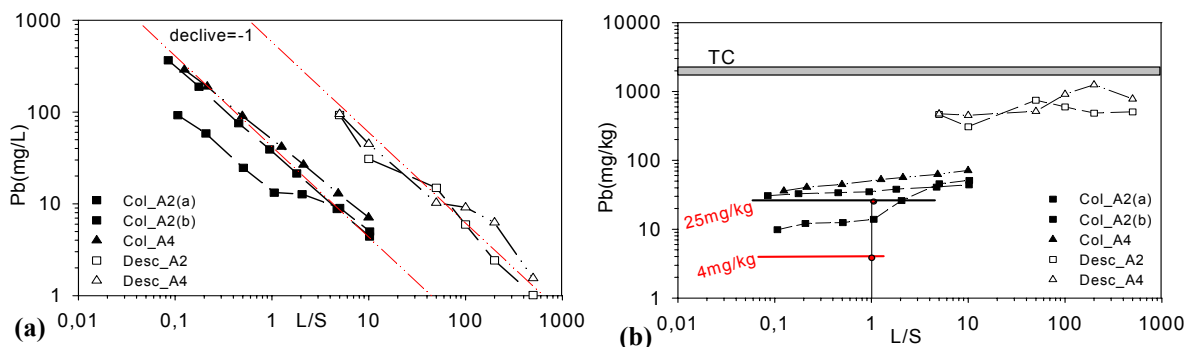 1000
100
10
1
Pb(mg/L)
declive=-1
Col_A2(a)
Col_A2(b)
Col_A4
Desc_A2
Desc_A4
0,01
0,1
1
10
100
1000
L/S
(a)
10000
1000
100
10
1
Pb(mg/kg)
TC
25mg/kg
4mg/kg
Col_A2(a)
Col_A2(b)
Col_A4
Desc_A2
Desc_A4
0,01
0,1
1
10
100
1000
L/S
(b)